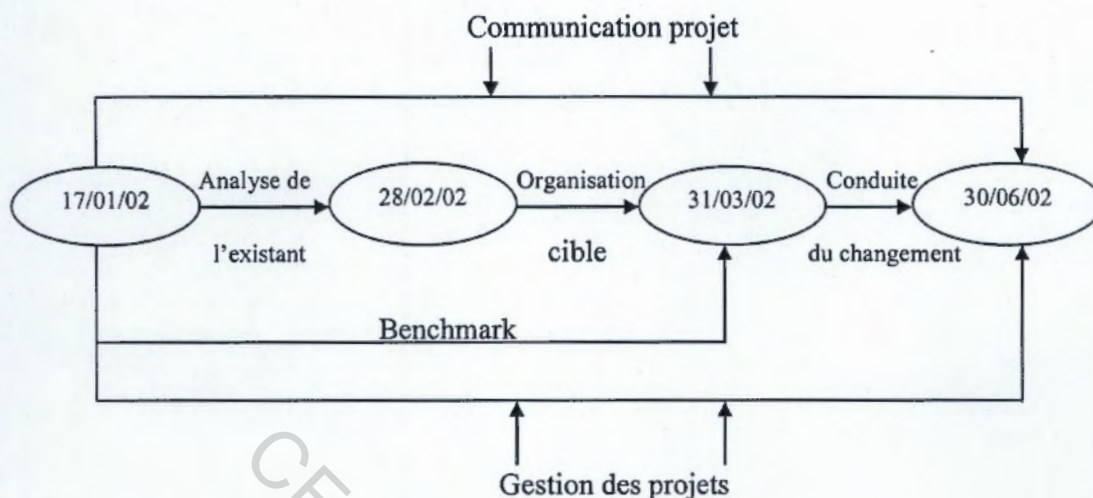 Communication projet
Analyse de
Organisation
Conduite
17/01/02
28/02/02
31/03/02
30/06/02
l'existant
cible
du changement
Benchmark
Gestion des projets